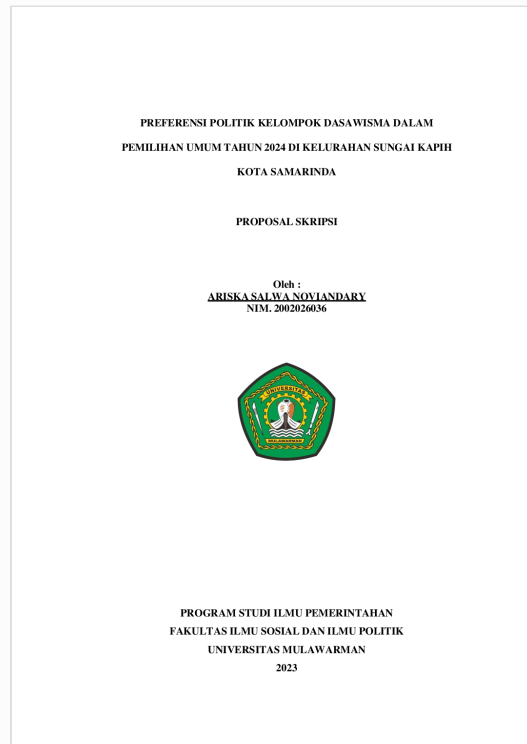 PREFERENSI POLITIK KELOMPOK DASAWISMA DALAM
PEMILIHAN UMUM TAHUN 2024 DI KELURAHAN SUNGAI KAPIH
KOTA SAMARINDA
PROPOSAL SKRIPSI
Oleh :
ARISKA SALWA NOVIANDARY
NIM. 2002026036
UNIVERSITAS
MULAWARMAN
PROGRAM STUDI ILMU PEMERINTAHAN
FAKULTAS ILMU SOSIAL DAN ILMU POLITIK
UNIVERSITAS MULAWARMAN
2023